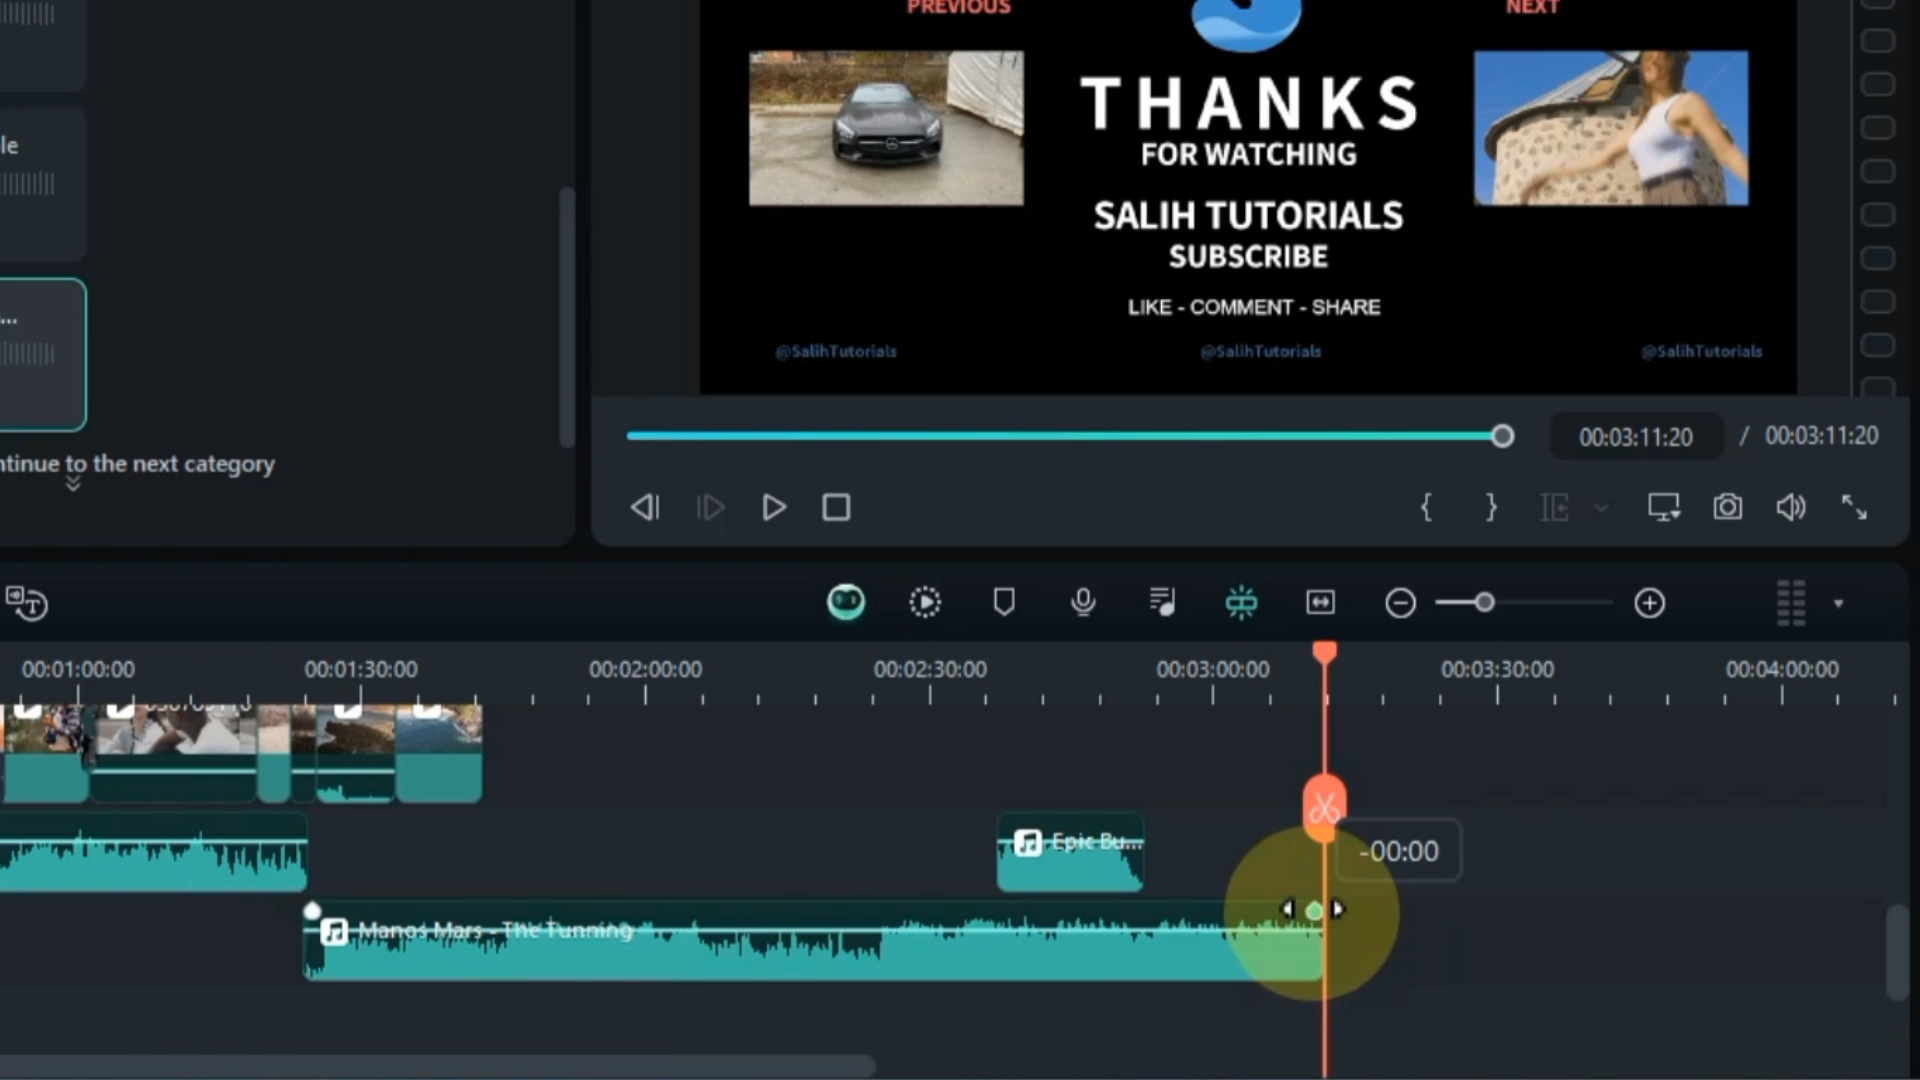 PREVIOUS
NEXT
THANKS
FOR WATCHING
SALIH TUTORIALS
SUBSCRIBE
LIKE - COMMENT - SHARE
@SalihTutorials
@SalihTutorials
@SalihTutorials
le
...
ntinue to the next category
00:03:11:20 / 00:03:11:20
00:01:00:00
00:01:30:00
00:02:00:00
00:02:30:00
00:03:00:00
00:03:30:00
00:04:00:00
Epic Bu...
-00:00
Manos Mars - The Tunning